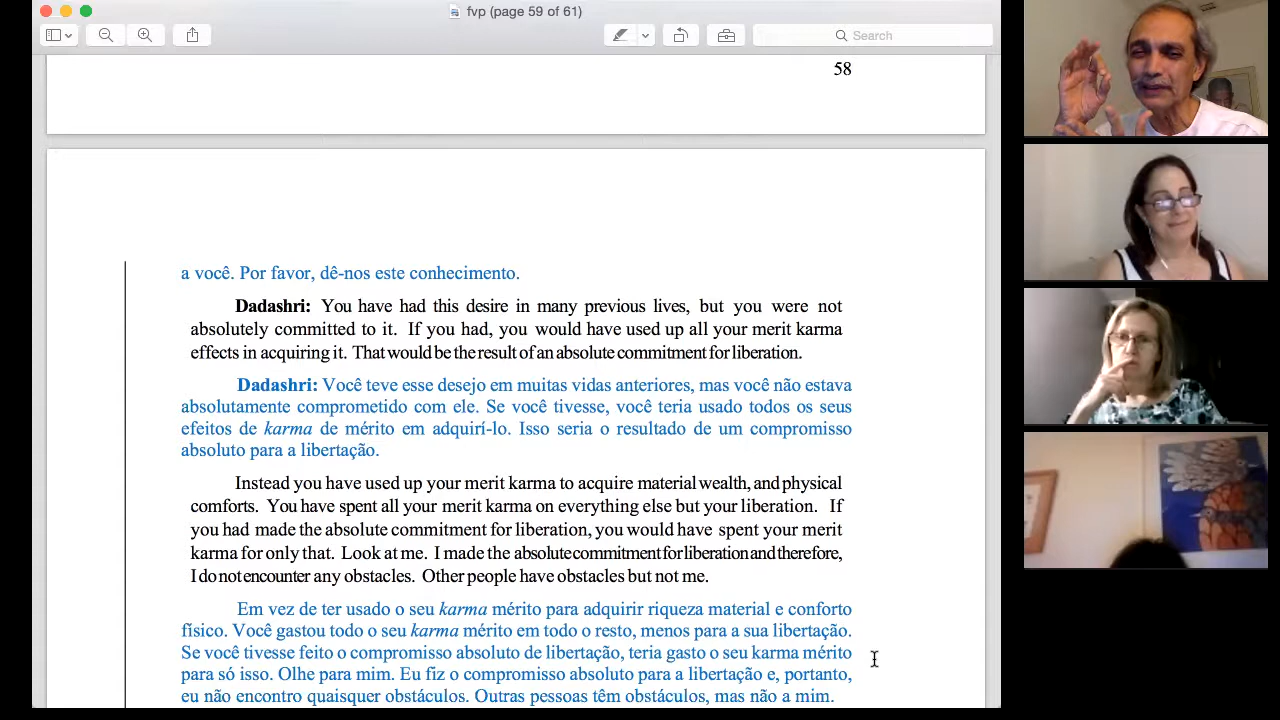 fvp (page 59 of 61)
Search
58
a você. Por favor, dê-nos este conhecimento.
Dadashri: You have had this desire in many previous lives, but you were not
absolutely committed to it. If you had, you would have used up all your merit karma
effects in acquiring it. That would be the result of an absolute commitment for liberation.
Dadashri: Você teve esse desejo em muitas vidas anteriores, mas você não estava
absolutamente comprometido com ele. Se você tivesse, você teria usado todos os seus
efeitos de karma de mérito em adquirí-lo. Isso seria o resultado de um compromisso
absoluto para a libertação.
Instead you have used up your merit karma to acquire material wealth, and physical
comforts. You have spent all your merit karma on everything else but your liberation. If
you had made the absolute commitment for liberation, you would have spent your merit
karma for only that. Look at me. I made the absolute commitment for liberation and therefore,
I do not encounter any obstacles. Other people have obstacles but not me.
Em vez de ter usado o seu karma mérito para adquirir riqueza material e conforto
físico. Você gastou todo o seu karma mérito em todo o resto, menos para a sua libertação.
Se você tivesse feito o compromisso absoluto de libertação, teria gasto o seu karma mérito
para só isso. Olhe para mim. Eu fiz o compromisso absoluto para a libertação e, portanto,
eu não encontro quaisquer obstáculos. Outras pessoas têm obstáculos, mas não a mim.